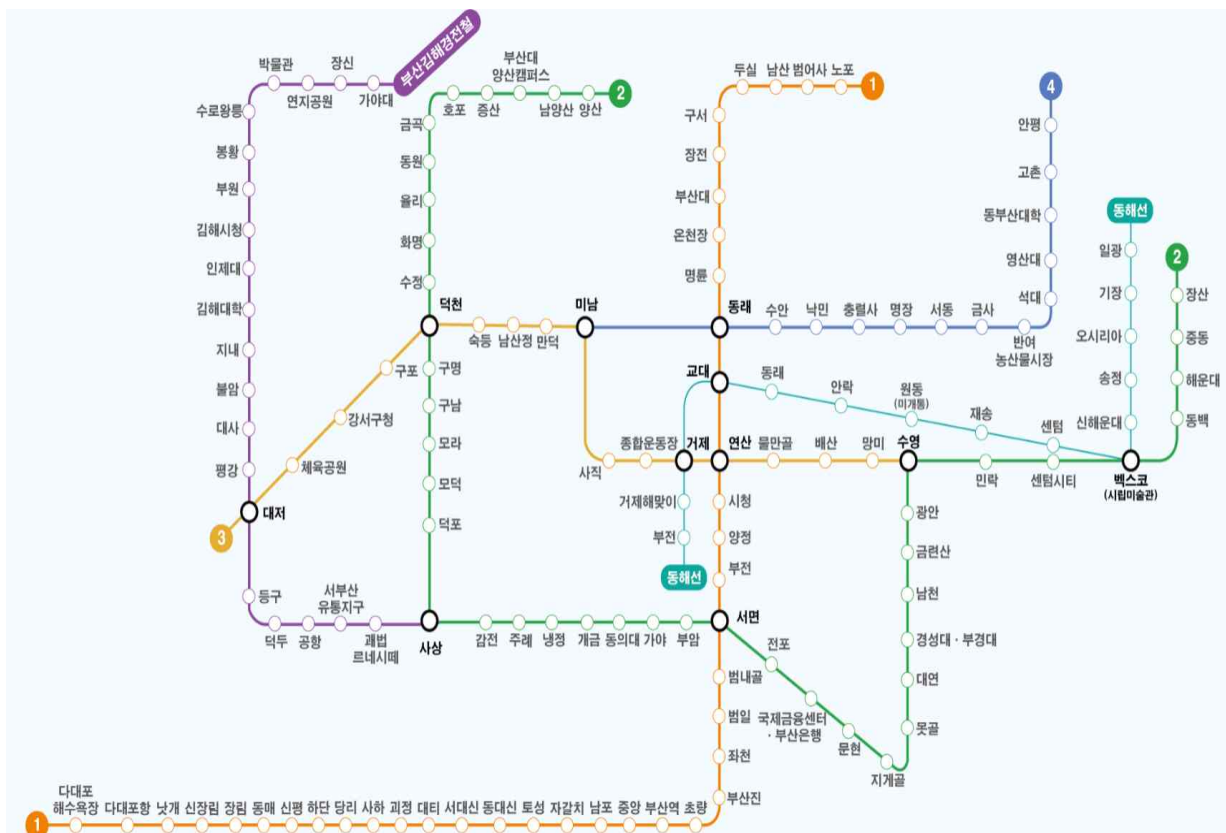 부산김해경전철
가야대
장신
연지공원
박물관
수로왕릉
봉황
부원
김해시청
인제대
김해대학
지내
불암
대사
평강
대저
등구
덕두
공항
서부산
유통지구
괘법
르네시떼
사상
2
양산
남양산
부산대
양산캠퍼스
증산
호포
금곡
동원
율리
화명
수정
덕천
구명
구남
모라
모덕
덕포
감전
주례
냉정
개금
동의대
가야
부암
서면
전포
국제금융센터
· 부산은행
문현
지게골
못골
대연
경성대 · 부경대
남천
금련산
광안
수영
민락
센텀시티
벡스코
(시립미술관)
동백
해운대
중동
장산
2
3
체육공원
강서구청
구포
숙등
남산정
만덕
미남
사직
종합운동장
거제
연산
물만골
배산
망미
1
노포
범어사
남산
두실
구서
장전
부산대
온천장
명륜
동래
교대
시청
양정
부전
범내골
범일
좌천
부산진
초량
부산역
중앙
남포
자갈치
토성
동대신
서대신
대티
괴정
사하
당리
하단
신평
동매
장림
신장림
낫개
다대포항
다대포
해수욕장
1
4
안평
고촌
동부산대학
영산대
석대
반여
농산물시장
금사
서동
명장
충렬사
낙민
수안
동해선
일광
기장
오시리아
송정
신해운대
센텀
재송
원동
(미개통)
안락
동래
거제해맞이
부전
동해선